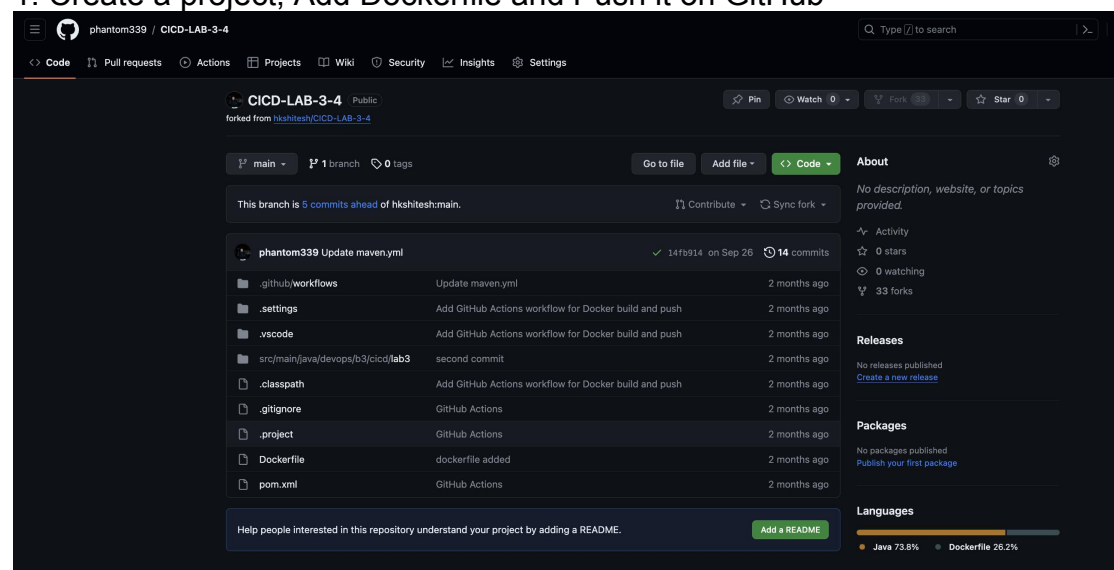 1. Create a project, Add Dockerfile and Push it on GitHub
phantom339 / CICD-LAB-3-4
Type / to search
Code Pull requests Actions Projects Wiki Security Insights Settings
CICD-LAB-3-4 Public
Pin Watch 0 Fork 33 Star 0
forked from hkshitesh/CICD-LAB-3-4
main 1 branch 0 tags
Go to file Add file Code
This branch is 5 commits ahead of hkshitesh:main.
Contribute Sync fork
phantom339 Update maven.yml 14fb914 on Sep 26 14 commits
.github/workflows Update maven.yml 2 months ago
.settings Add GitHub Actions workflow for Docker build and push 2 months ago
.vscode Add GitHub Actions workflow for Docker build and push 2 months ago
src/main/java/devops/b3/cicd/lab3 second commit 2 months ago
.classpath Add GitHub Actions workflow for Docker build and push 2 months ago
.gitignore GitHub Actions 2 months ago
.project GitHub Actions 2 months ago
Dockerfile dockerfile added 2 months ago
pom.xml GitHub Actions 2 months ago
Help people interested in this repository understand your project by adding a README. Add a README
About
No description, website, or topics
provided.
Activity
0 stars
0 watching
33 forks
Releases
No releases published
Create a new release
Packages
No packages published
Publish your first package
Languages
Java 73.8% Dockerfile 26.2%